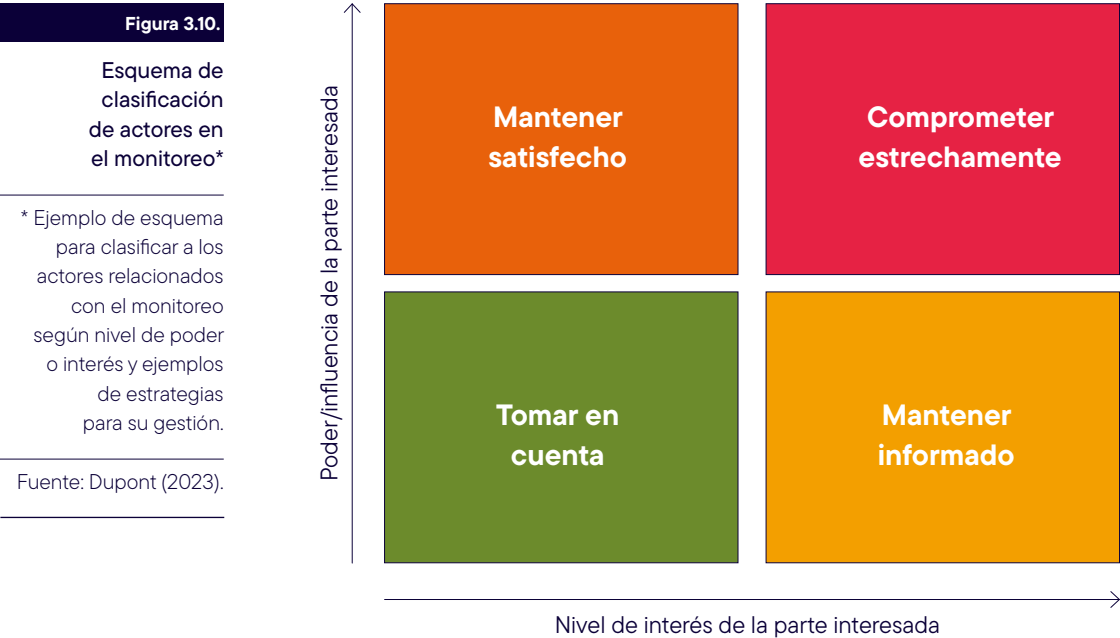 Figura 3.10.
Esquema de
clasificación
de actores en
el monitoreo*
* Ejemplo de esquema
para clasificar a los
actores relacionados
con el monitoreo
según nivel de poder
o interés y ejemplos
de estrategias
para su gestión.
Fuente: Dupont (2023).
Poder/influencia de la parte interesada
Mantener
satisfecho
Comprometer
estrechamente
Tomar en
cuenta
Mantener
informado
Nivel de interés de la parte interesada